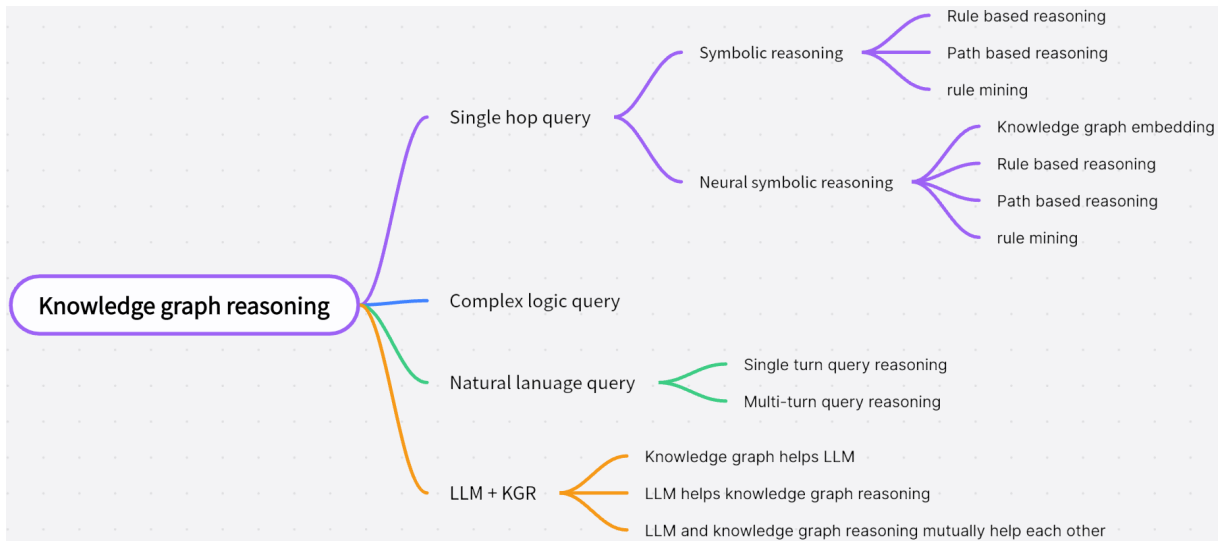 Knowledge graph reasoning
Single hop query
Symbolic reasoning
Rule based reasoning
Path based reasoning
rule mining
Neural symbolic reasoning
Knowledge graph embedding
Rule based reasoning
Path based reasoning
rule mining
Complex logic query
Natural lanuage query
Single turn query reasoning
Multi-turn query reasoning
LLM + KGR
Knowledge graph helps LLM
LLM helps knowledge graph reasoning
LLM and knowledge graph reasoning mutually help each other